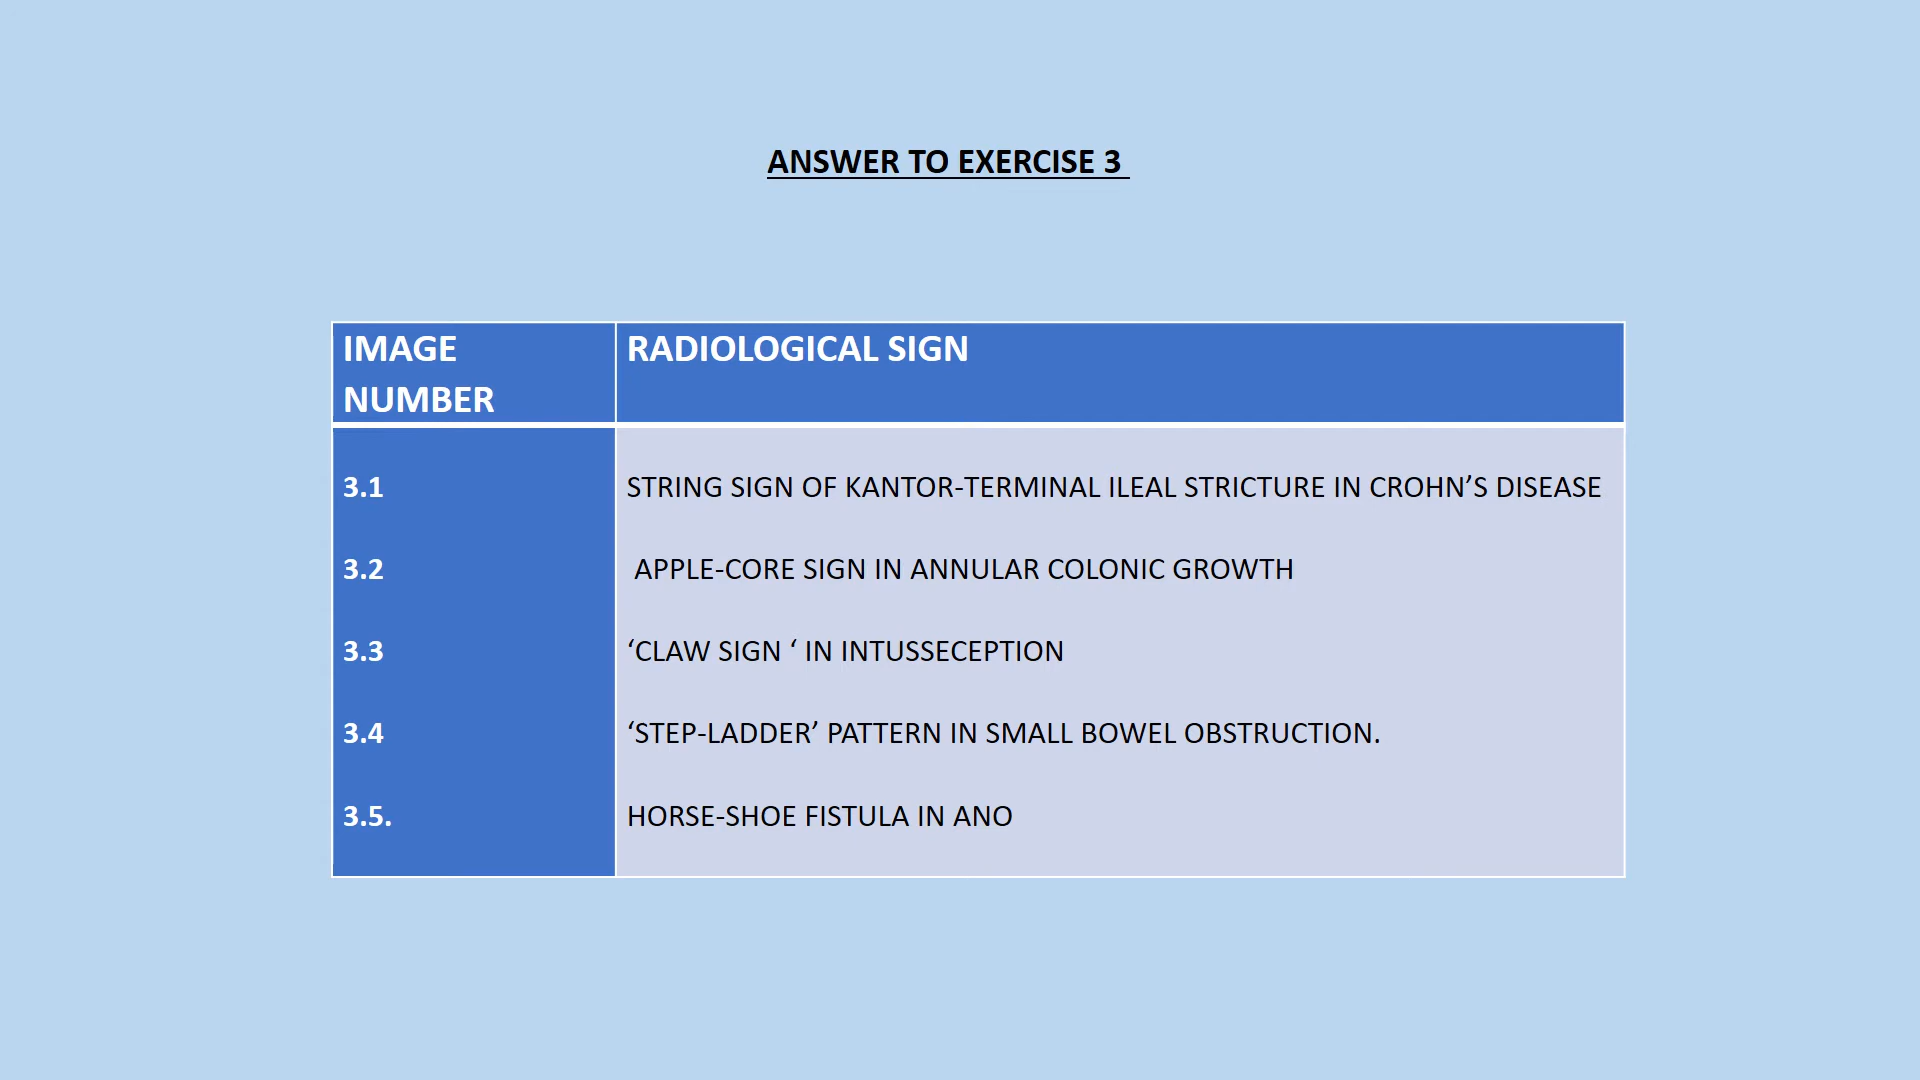 ANSWER TO EXERCISE 3
IMAGE
NUMBER
RADIOLOGICAL SIGN
3.1
STRING SIGN OF KANTOR-TERMINAL ILEAL STRICTURE IN CROHN’S DISEASE
3.2
APPLE-CORE SIGN IN ANNULAR COLONIC GROWTH
3.3
‘CLAW SIGN ‘ IN INTUSSECEPTION
3.4
‘STEP-LADDER’ PATTERN IN SMALL BOWEL OBSTRUCTION.
3.5.
HORSE-SHOE FISTULA IN ANO